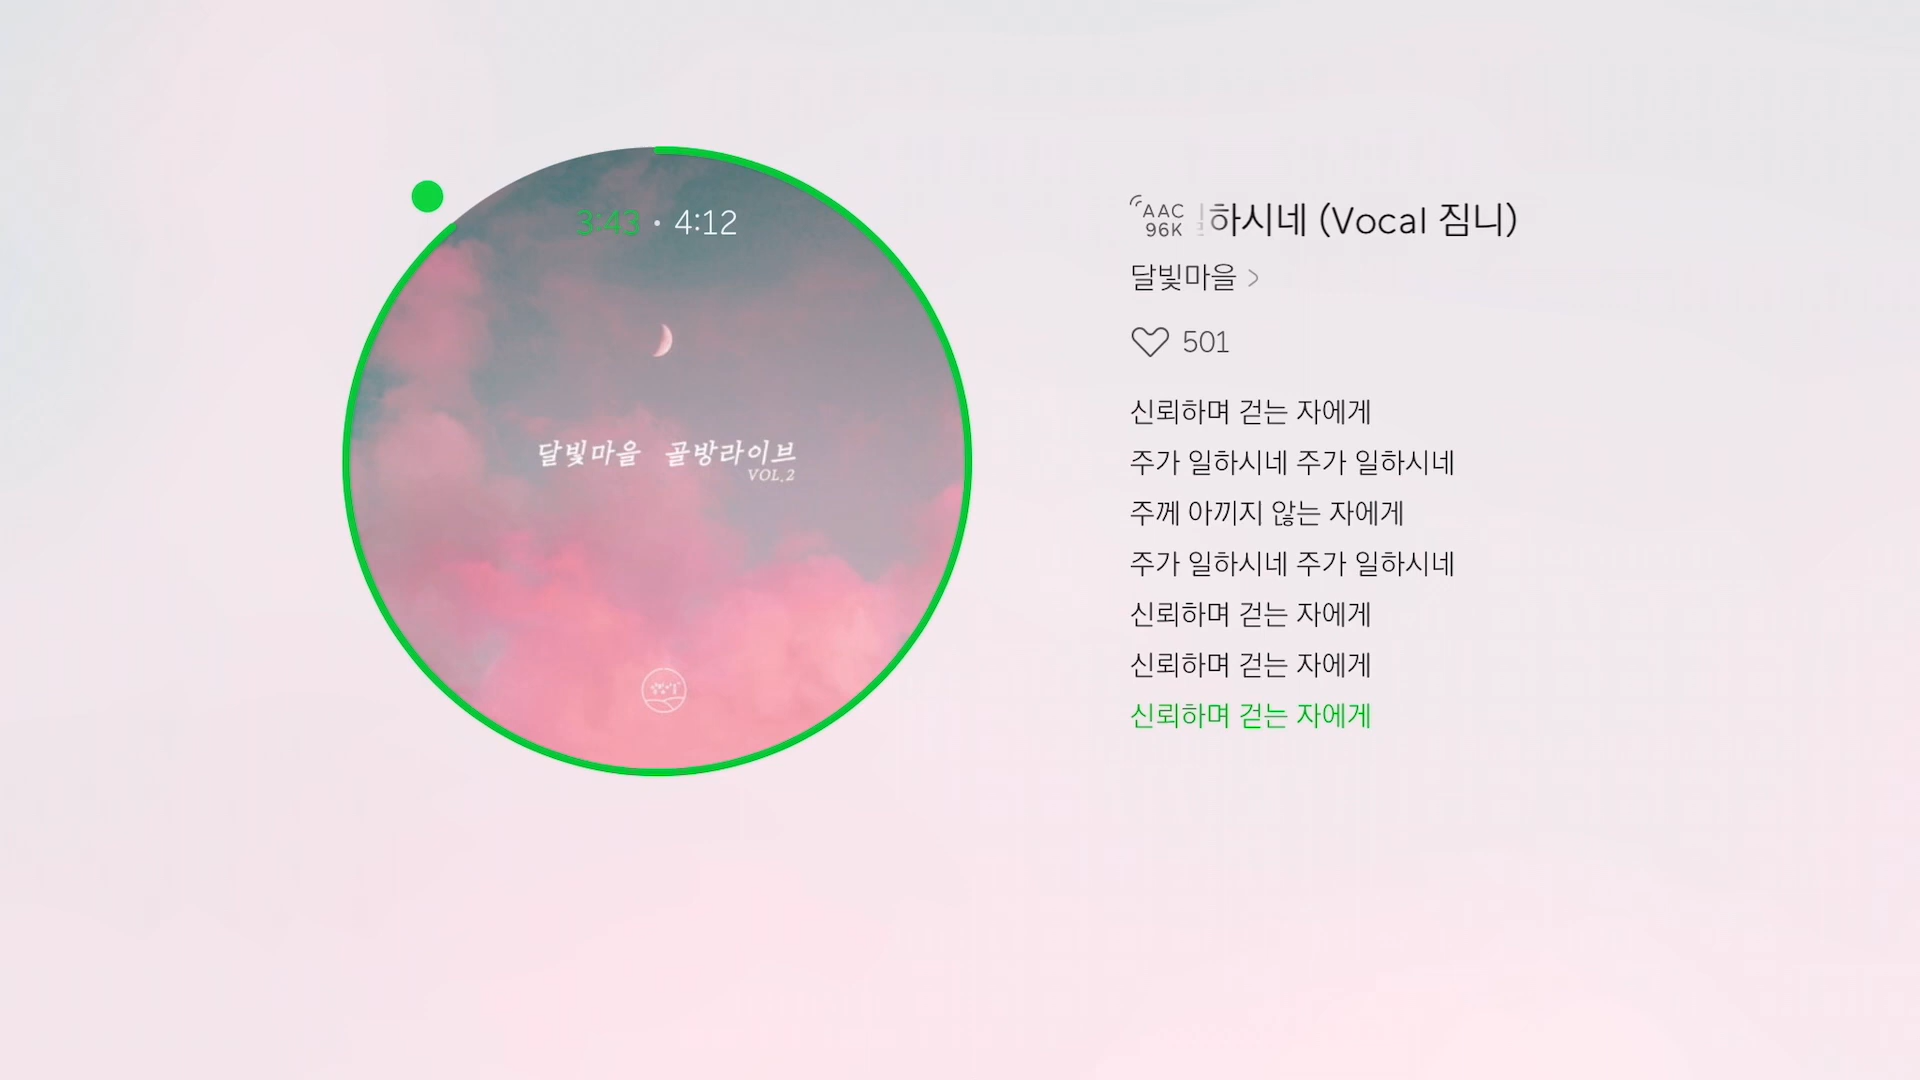 3:43 · 4:12
달빛마을 골방라이브
VOL.2
AAC
96K
하시네 (Vocal 짐니)
달빛마을 >
501
신뢰하며 걷는 자에게
주가 일하시네 주가 일하시네
주께 아끼지 않는 자에게
주가 일하시네 주가 일하시네
신뢰하며 걷는 자에게
신뢰하며 걷는 자에게
신뢰하며 걷는 자에게